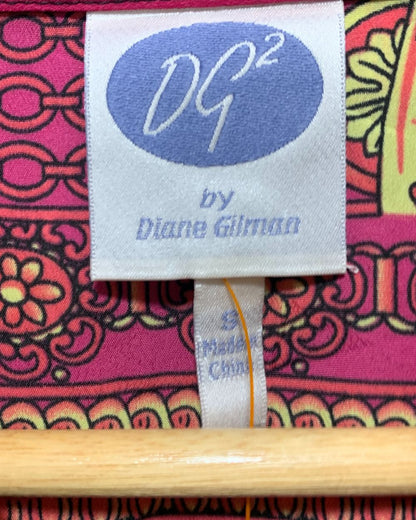 DG2
by
Diane Gilman
S
Made in
China